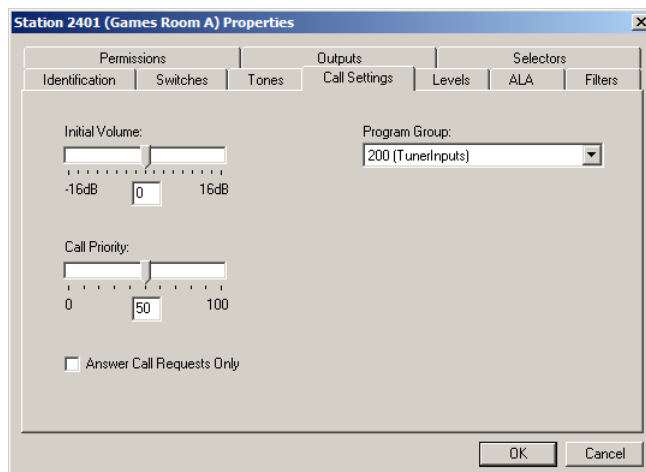 Station 2401 (Games Room A) Properties
Permissions Outputs Selectors
Identification Switches Tones Call Settings Levels ALA Filters
Initial Volume: Program Group:
200 (TunerInputs)
-16dB 0 16dB
Call Priority:
0 50 100
Answer Call Requests Only
OK Cancel